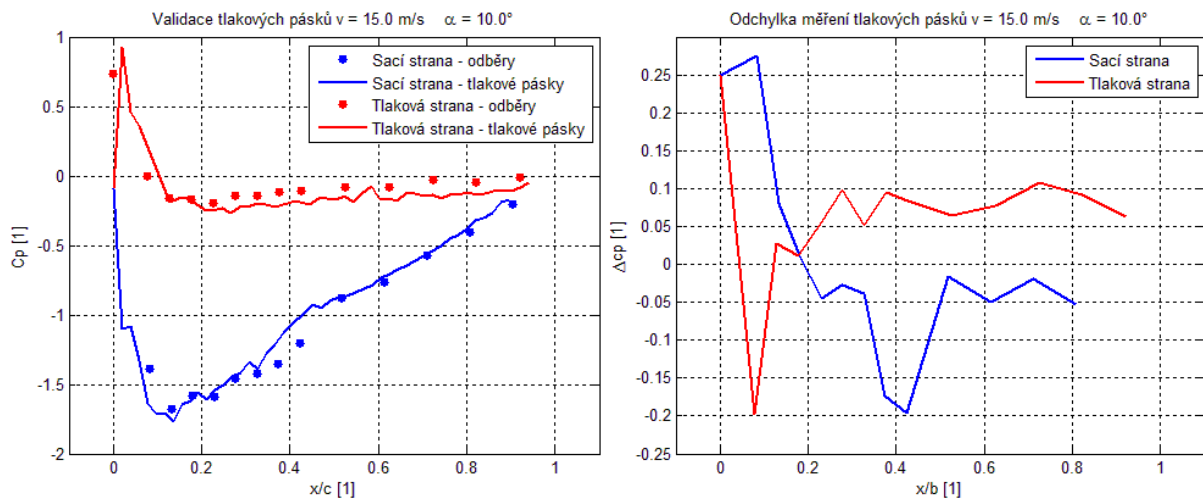 Validace tlakových pásků v = 15.0 m/s α = 10.0°
Cp [1]
1
0.5
0
-0.5
-1
-1.5
-2
Sací strana - odběry
Sací strana - tlakové pásky
Tlaková strana - odběry
Tlaková strana - tlakové pásky
0 0.2 0.4 0.6 0.8 1
x/c [1]
Odchylka měření tlakových pásků v = 15.0 m/s α = 10.0°
Δcp [1]
0.25
0.2
0.15
0.1
0.05
0
-0.05
-0.1
-0.15
-0.2
-0.25
Sací strana
Tlaková strana
0 0.2 0.4 0.6 0.8 1
x/b [1]